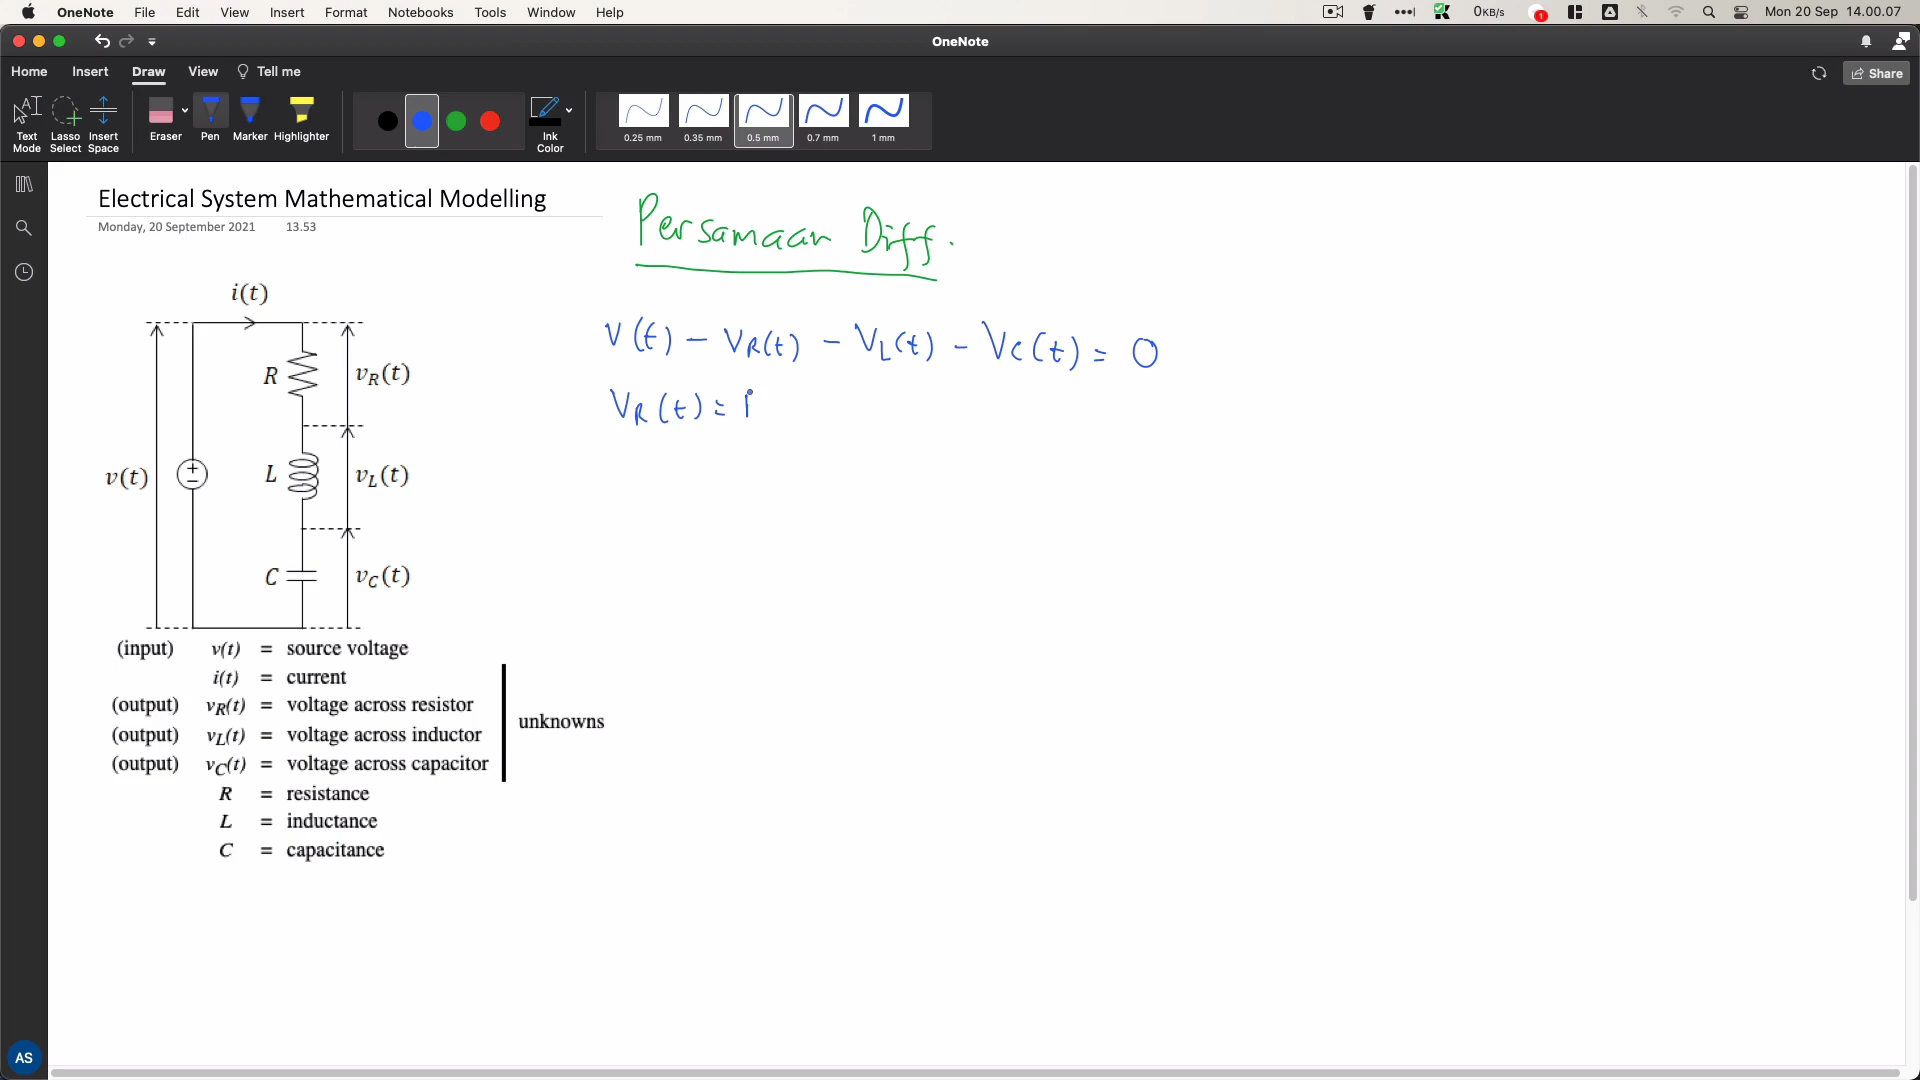 OneNote File Edit View Insert Format Notebooks Tools Window Help 0KB/s 1 Mon 20 Sep 14.00.07
OneNote
Home Insert Draw View Tell me Share
Text Mode Lasso Select Insert Space Eraser Pen Marker Highlighter Ink Color 0.25 mm 0.35 mm 0.5 mm 0.7 mm 1 mm
Electrical System Mathematical Modelling
Monday, 20 September 2021 13.53
Persamaan Diff.
V(t) - VR(t) - VL(t) - VC(t) = 0
VR(t) = i
i(t)
R vR(t)
v(t) + − L vL(t)
C vC(t)
(input) v(t) = source voltage
i(t) = current
(output) vR(t) = voltage across resistor
unknowns
(output) vL(t) = voltage across inductor
(output) vC(t) = voltage across capacitor
R = resistance
L = inductance
C = capacitance
AS